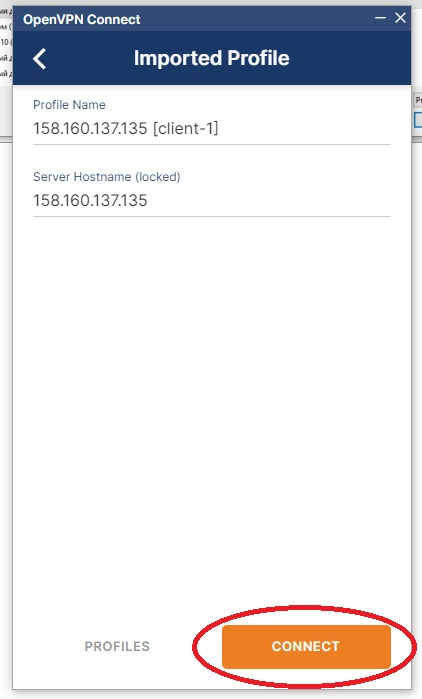 OpenVPN Connect
Imported Profile
Profile Name
158.160.137.135 [client-1]
Server Hostname (locked)
158.160.137.135
PROFILES
CONNECT